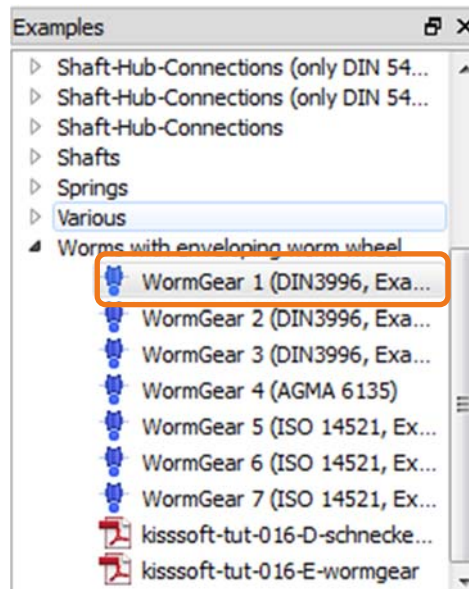 Examples
Shaft-Hub-Connections (only DIN 54...
Shaft-Hub-Connections (only DIN 54...
Shaft-Hub-Connections
Shafts
Springs
Various
Worms with enveloping worm wheel
WormGear 1 (DIN3996, Exa...
WormGear 2 (DIN3996, Exa...
WormGear 3 (DIN3996, Exa...
WormGear 4 (AGMA 6135)
WormGear 5 (ISO 14521, Ex...
WormGear 6 (ISO 14521, Ex...
WormGear 7 (ISO 14521, Ex...
kisssoft-tut-016-D-schnecke...
kisssoft-tut-016-E-wormgear